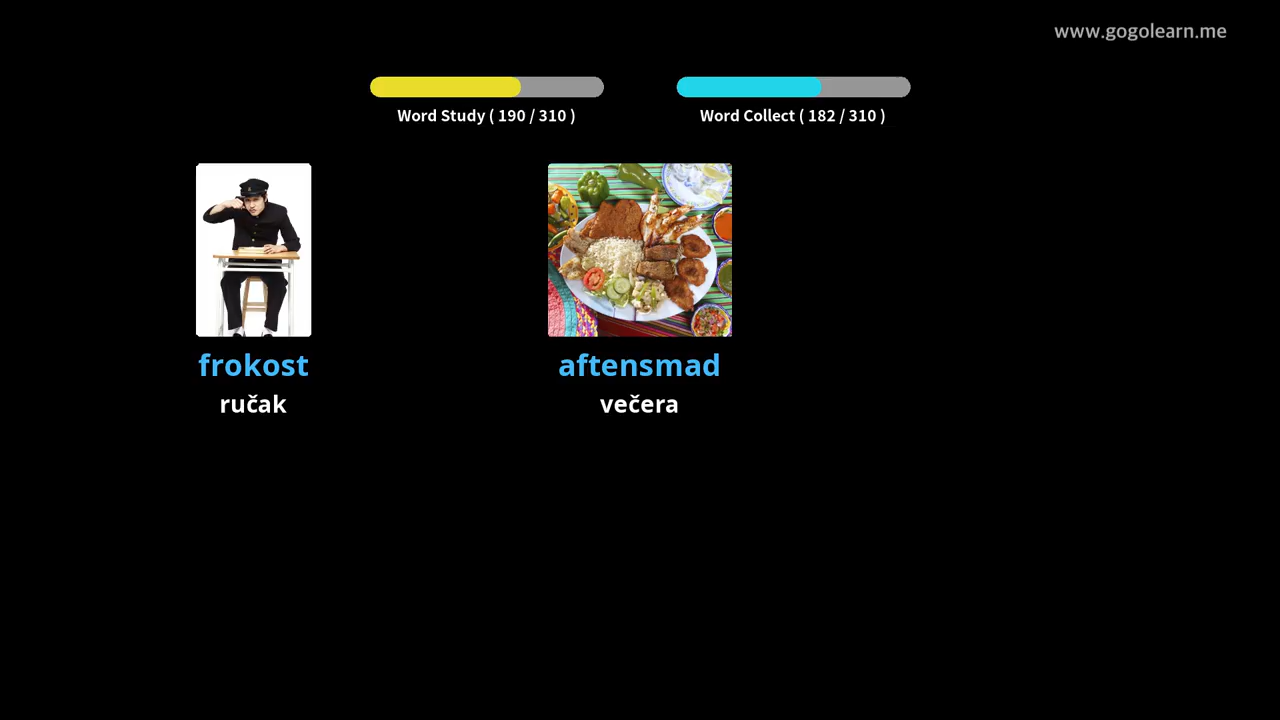 www.gogolearn.me
Word Study ( 190 / 310 )
Word Collect ( 182 / 310 )
frokost
ručak
aftensmad
večera